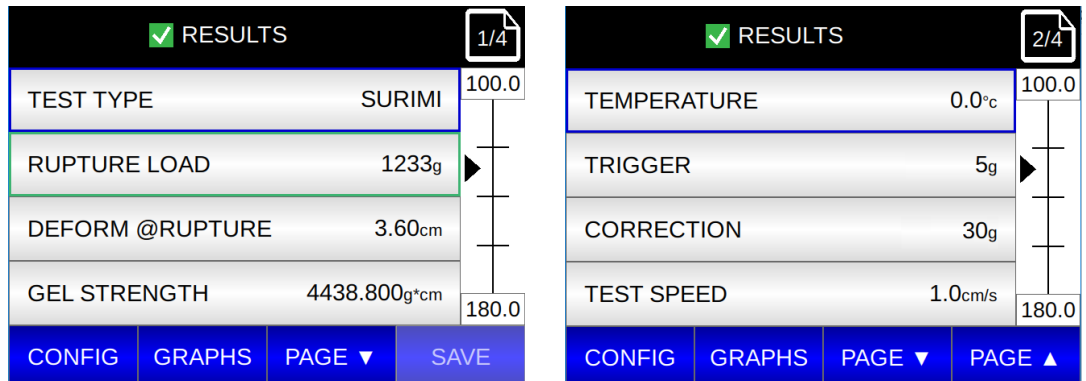 RESULTS
1/4
100.0
TEST TYPE SURIMI
RUPTURE LOAD 1233g
DEFORM @RUPTURE 3.60cm
GEL STRENGTH 4438.800g*cm
180.0
CONFIG GRAPHS PAGE ▼ SAVE
RESULTS
2/4
100.0
TEMPERATURE 0.0°c
TRIGGER 5g
CORRECTION 30g
TEST SPEED 1.0cm/s
180.0
CONFIG GRAPHS PAGE ▼ PAGE ▲